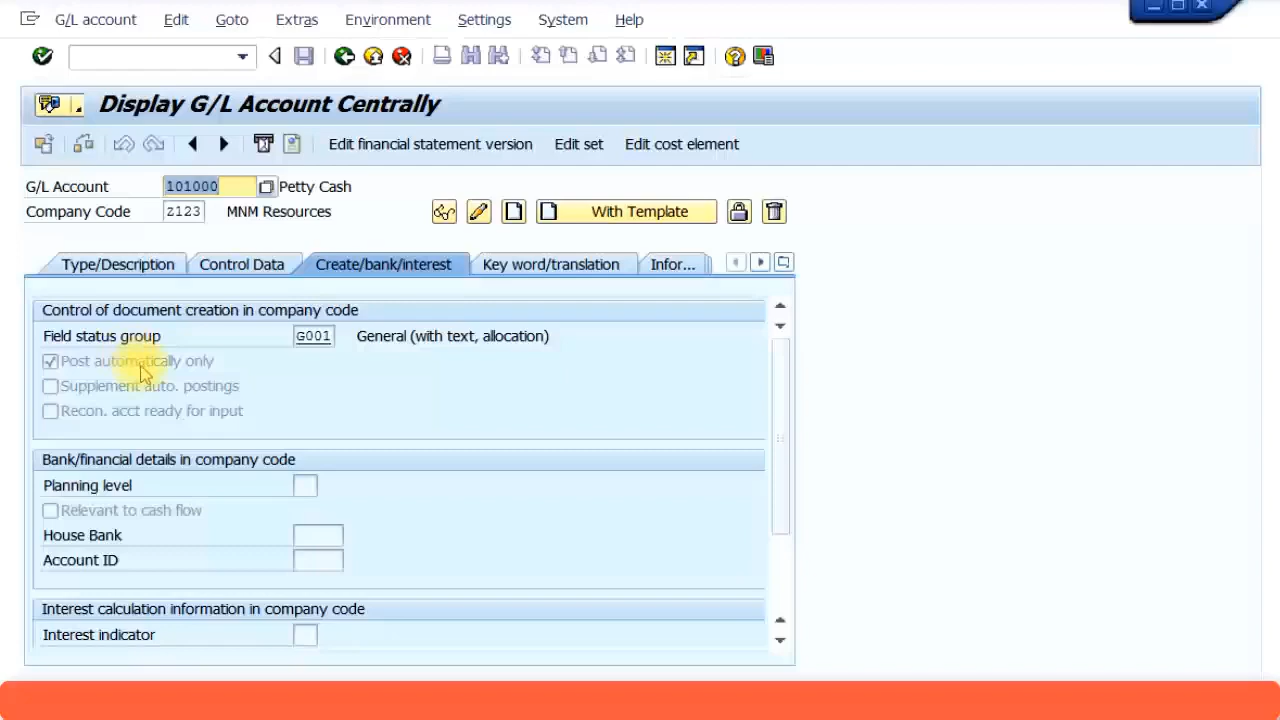 G/L account Edit Goto Extras Environment Settings System Help
Display G/L Account Centrally
Edit financial statement version Edit set Edit cost element
G/L Account 101000 Petty Cash
Company Code z123 MNM Resources With Template
Type/Description Control Data Create/bank/interest Key word/translation Infor...
Control of document creation in company code
Field status group G001 General (with text, allocation)
Post automatically only
Supplement auto. postings
Recon. acct ready for input
Bank/financial details in company code
Planning level
Relevant to cash flow
House Bank
Account ID
Interest calculation information in company code
Interest indicator